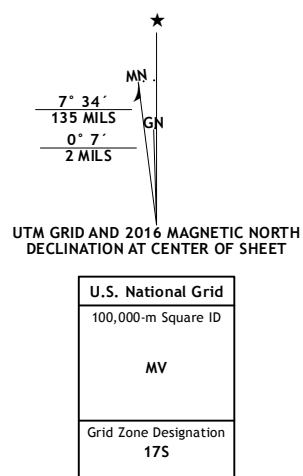 ★
MN
7° 34´
135 MILS
GN
0° 7´
2 MILS
UTM GRID AND 2016 MAGNETIC NORTH
DECLINATION AT CENTER OF SHEET
U.S. National Grid
100,000-m Square ID
MV
Grid Zone Designation
17S